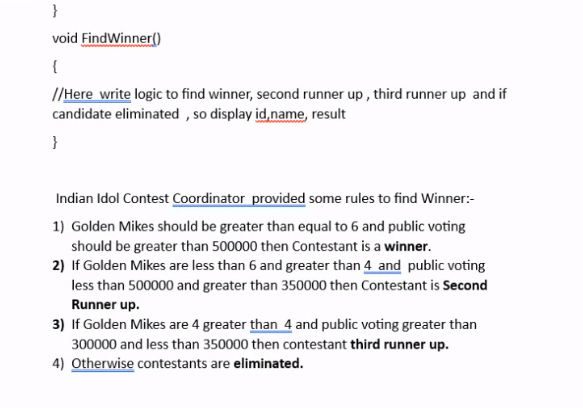 }
void FindWinner()
{
//Here write logic to find winner, second runner up , third runner up and if
candidate eliminated , so display id,name, result
}
Indian Idol Contest Coordinator provided some rules to find Winner:-
1) Golden Mikes should be greater than equal to 6 and public voting
should be greater than 500000 then Contestant is a winner.
2) If Golden Mikes are less than 6 and greater than 4 and public voting
less than 500000 and greater than 350000 then Contestant is Second
Runner up.
3) If Golden Mikes are 4 greater than 4 and public voting greater than
300000 and less than 350000 then contestant third runner up.
4) Otherwise contestants are eliminated.